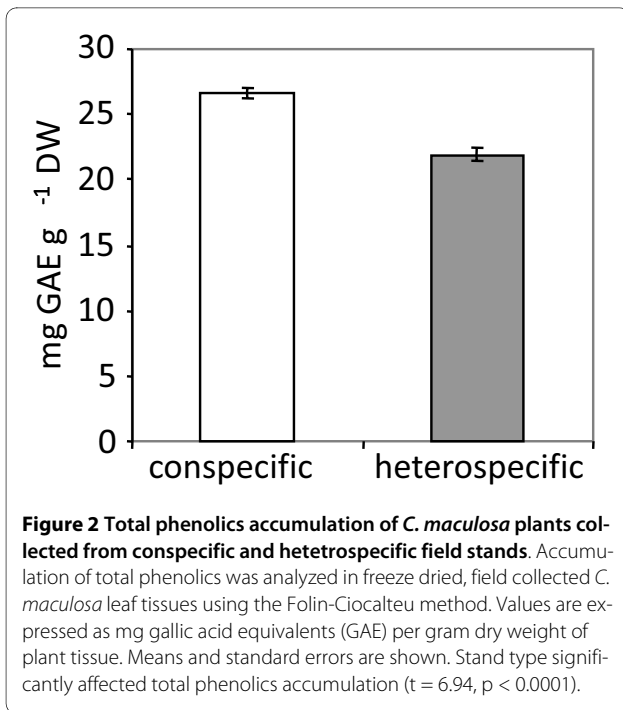 30
25
20
15
10
5
0
mg GAE g -1 DW
conspecific heterospecific
Figure 2 Total phenolics accumulation of C. maculosa plants col-
lected from conspecific and hetetrospecific field stands. Accumu-
lation of total phenolics was analyzed in freeze dried, field collected C.
maculosa leaf tissues using the Folin-Ciocalteu method. Values are ex-
pressed as mg gallic acid equivalents (GAE) per gram dry weight of
plant tissue. Means and standard errors are shown. Stand type signifi-
cantly affected total phenolics accumulation (t = 6.94, p < 0.0001).